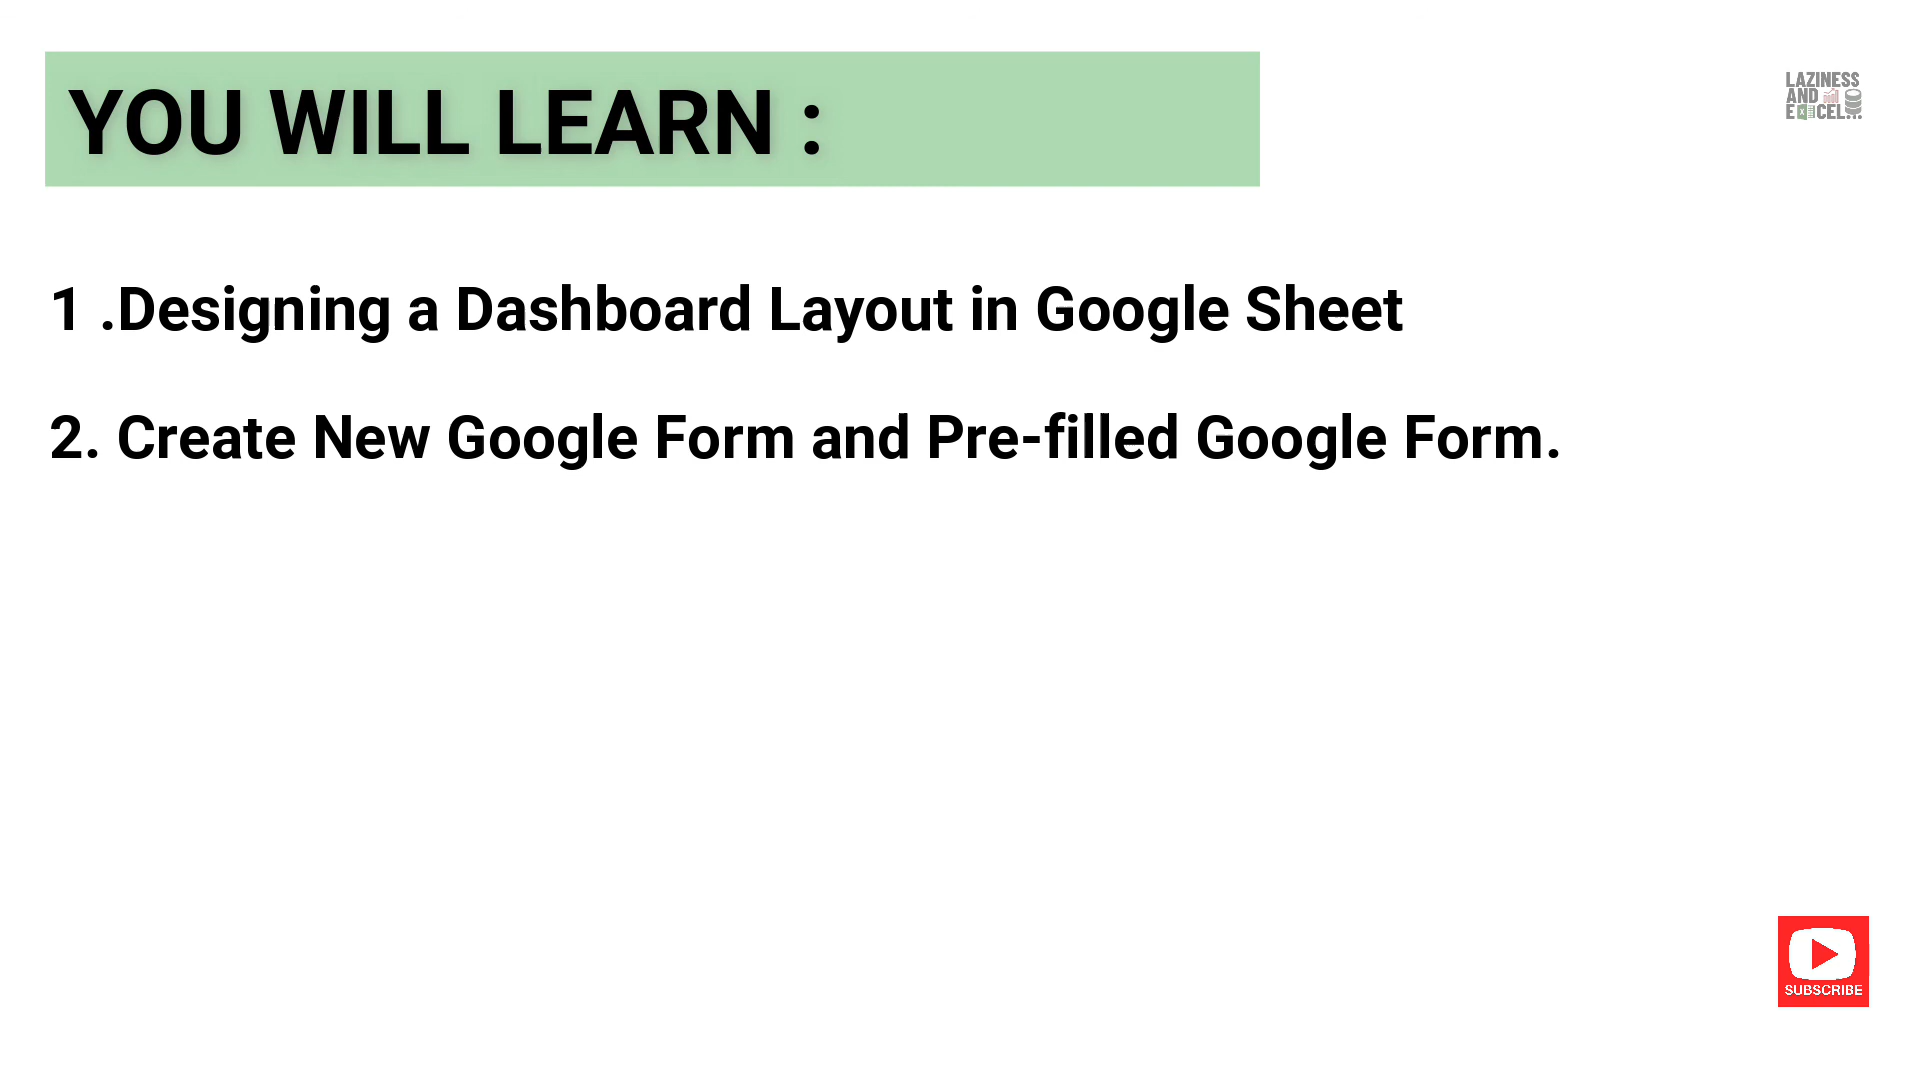 YOU WILL LEARN :
LAZINESS
AND
EXCEL...
1 .Designing a Dashboard Layout in Google Sheet
2. Create New Google Form and Pre-filled Google Form.
SUBSCRIBE